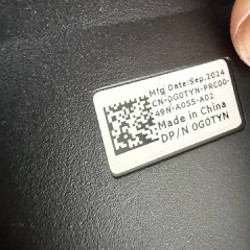 Mfg Date:Sep.2024
CN-0G0TYN-PRC00-
49N-A05S-A02
Made in China
DP/N 0G0TYN